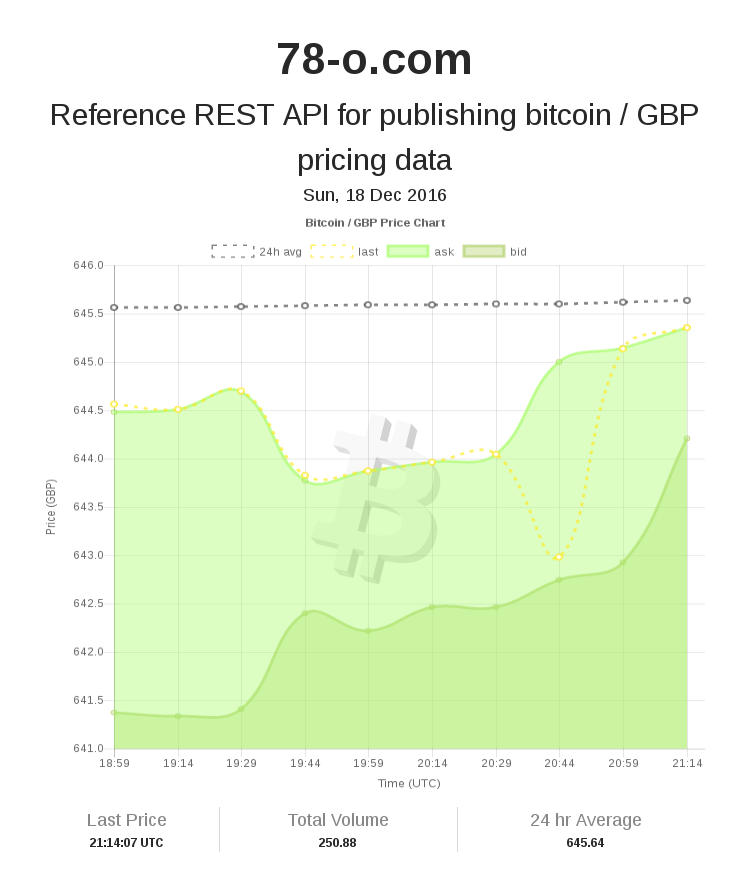 78-o.com
Reference REST API for publishing bitcoin / GBP
pricing data
Sun, 18 Dec 2016
Bitcoin / GBP Price Chart
24h avg last ask bid
646.0
645.5
645.0
644.5
644.0
643.5
643.0
642.5
642.0
641.5
641.0
Price (GBP)
18:59 19:14 19:29 19:44 19:59 20:14 20:29 20:44 20:59 21:14
Time (UTC)
Last Price Total Volume 24 hr Average
21:14:07 UTC 250.88 645.64